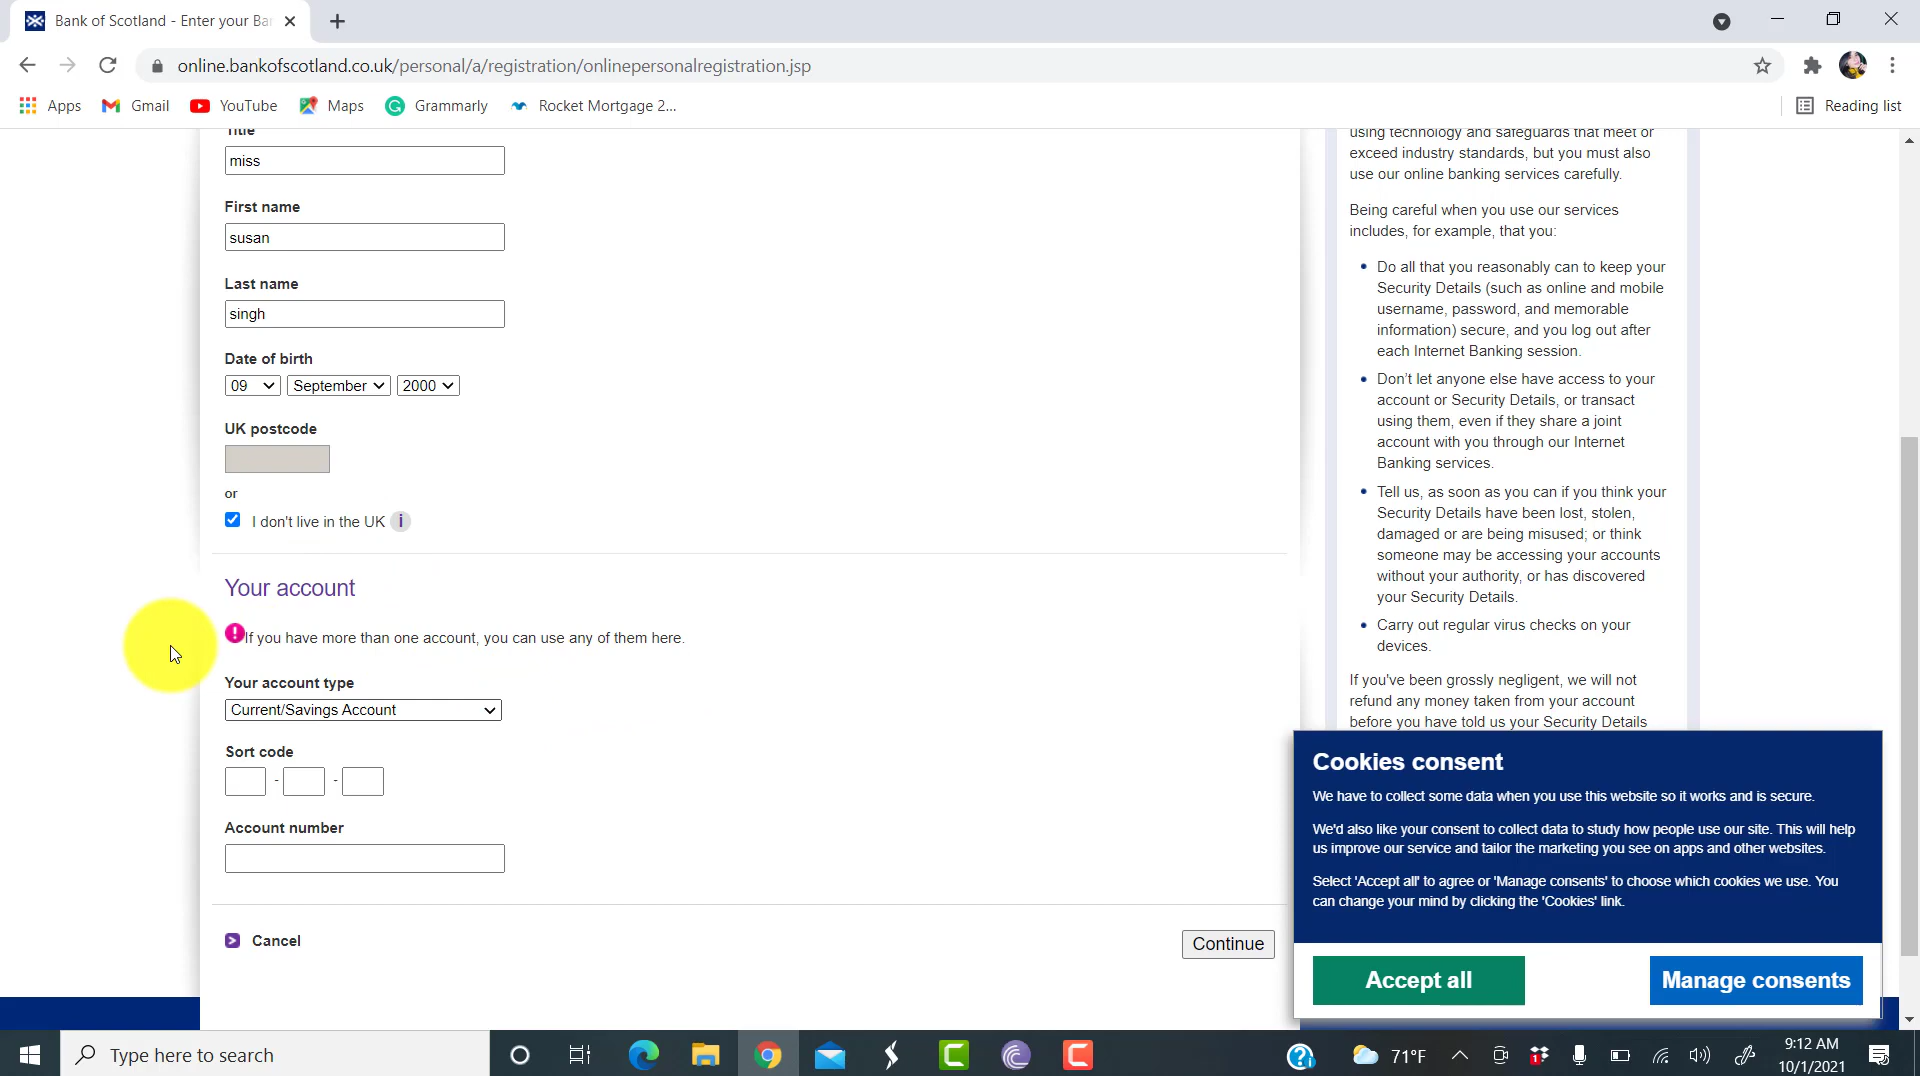 Bank of Scotland - Enter your Ba
online.bankofscotland.co.uk/personal/a/registration/onlinepersonalregistration.jsp
Apps
Gmail
YouTube
Maps
Grammarly
Rocket Mortgage 2...
Reading list
Title
miss
First name
susan
Last name
singh
Date of birth
09
September
2000
UK postcode
or
I don't live in the UK
i
Your account
If you have more than one account, you can use any of them here.
Your account type
Current/Savings Account
Sort code
- -
Account number
Cancel
Continue
using technology and safeguards that meet or
exceed industry standards, but you must also
use our online banking services carefully.
Being careful when you use our services
includes, for example, that you:
Do all that you reasonably can to keep your
Security Details (such as online and mobile
username, password, and memorable
information) secure, and you log out after
each Internet Banking session.
Don’t let anyone else have access to your
account or Security Details, or transact
using them, even if they share a joint
account with you through our Internet
Banking services.
Tell us, as soon as you can if you think your
Security Details have been lost, stolen,
damaged or are being misused; or think
someone may be accessing your accounts
without your authority, or has discovered
your Security Details.
Carry out regular virus checks on your
devices.
If you've been grossly negligent, we will not
refund any money taken from your account
before you have told us your Security Details
Cookies consent
We have to collect some data when you use this website so it works and is secure.
We'd also like your consent to collect data to study how people use our site. This will help
us improve our service and tailor the marketing you see on apps and other websites.
Select 'Accept all' to agree or 'Manage consents' to choose which cookies we use. You
can change your mind by clicking the 'Cookies' link.
Accept all
Manage consents
Type here to search
71°F
9:12 AM
10/1/2021